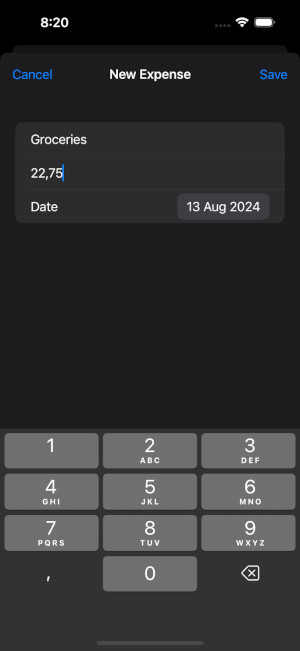 8:20
Cancel New Expense Save
Groceries
22,75
Date 13 Aug 2024
1 2 3
ABC DEF
4 5 6
GHI JKL MNO
7 8 9
PQRS TUV WXYZ
, 0